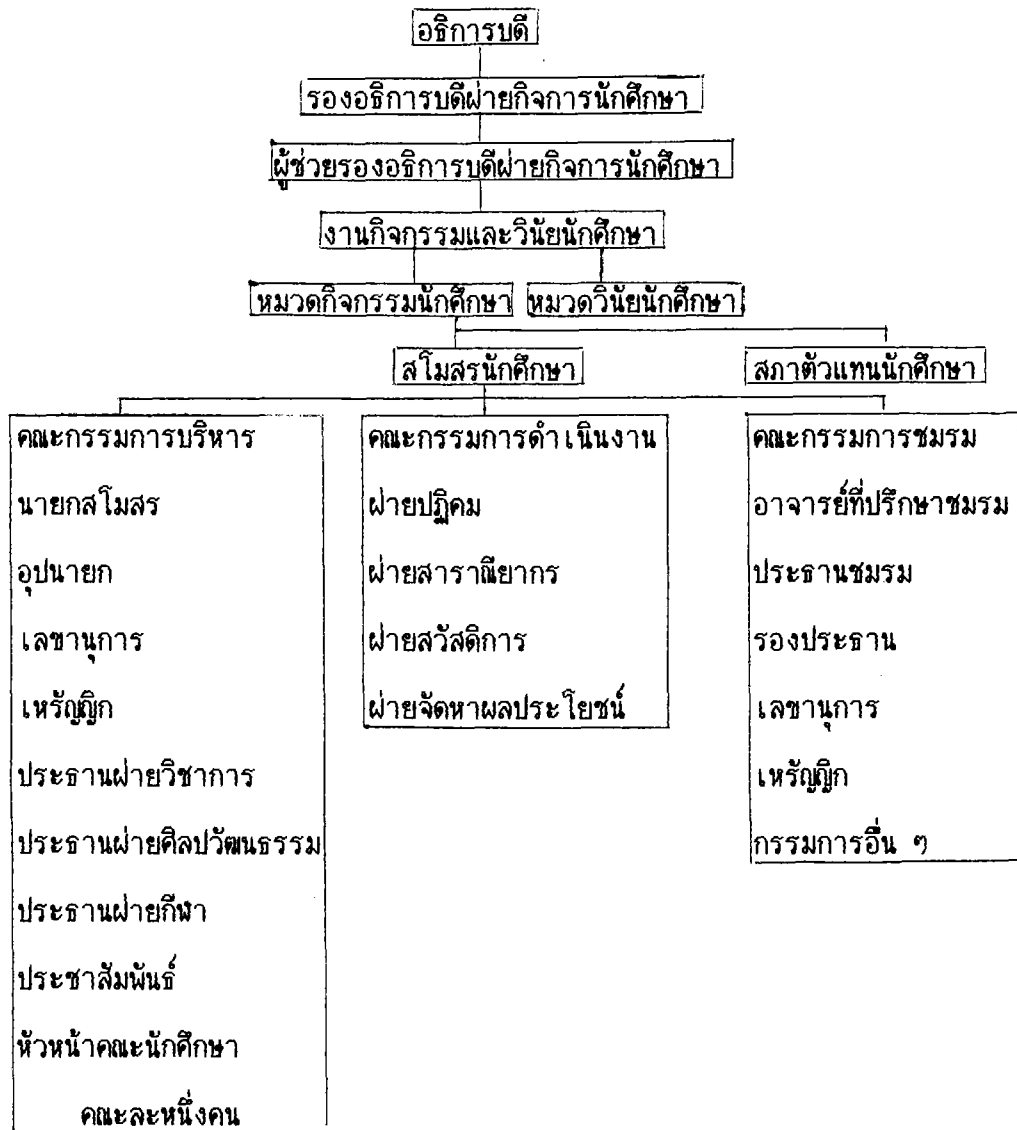 อธิการบดี
รองอธิการบดีฝ่ายกิจการนักศึกษา
ผู้ช่วยรองอธิการบดีฝ่ายกิจการนักศึกษา
งานกิจกรรมและวินัยนักศึกษา
หมวดกิจกรรมนักศึกษา หมวดวินัยนักศึกษา
สโมสรนักศึกษา สภาตัวแทนนักศึกษา
คณะกรรมการบริหาร
นายกสโมสร
อุปนายก
เลขานุการ
เหรัญญิก
ประธานฝ่ายวิชาการ
ประธานฝ่ายศิลปวัฒนธรรม
ประธานฝ่ายกีฬา
ประชาสัมพันธ์
หัวหน้าคณะนักศึกษา
คณะละหนึ่งคน
คณะกรรมการดำเนินงาน
ฝ่ายปฏิคม
ฝ่ายสาราณียากร
ฝ่ายสวัสดิการ
ฝ่ายจัดหาผลประโยชน์
คณะกรรมการชมรม
อาจารย์ที่ปรึกษาชมรม
ประธานชมรม
รองประธาน
เลขานุการ
เหรัญญิก
กรรมการอื่น ๆ